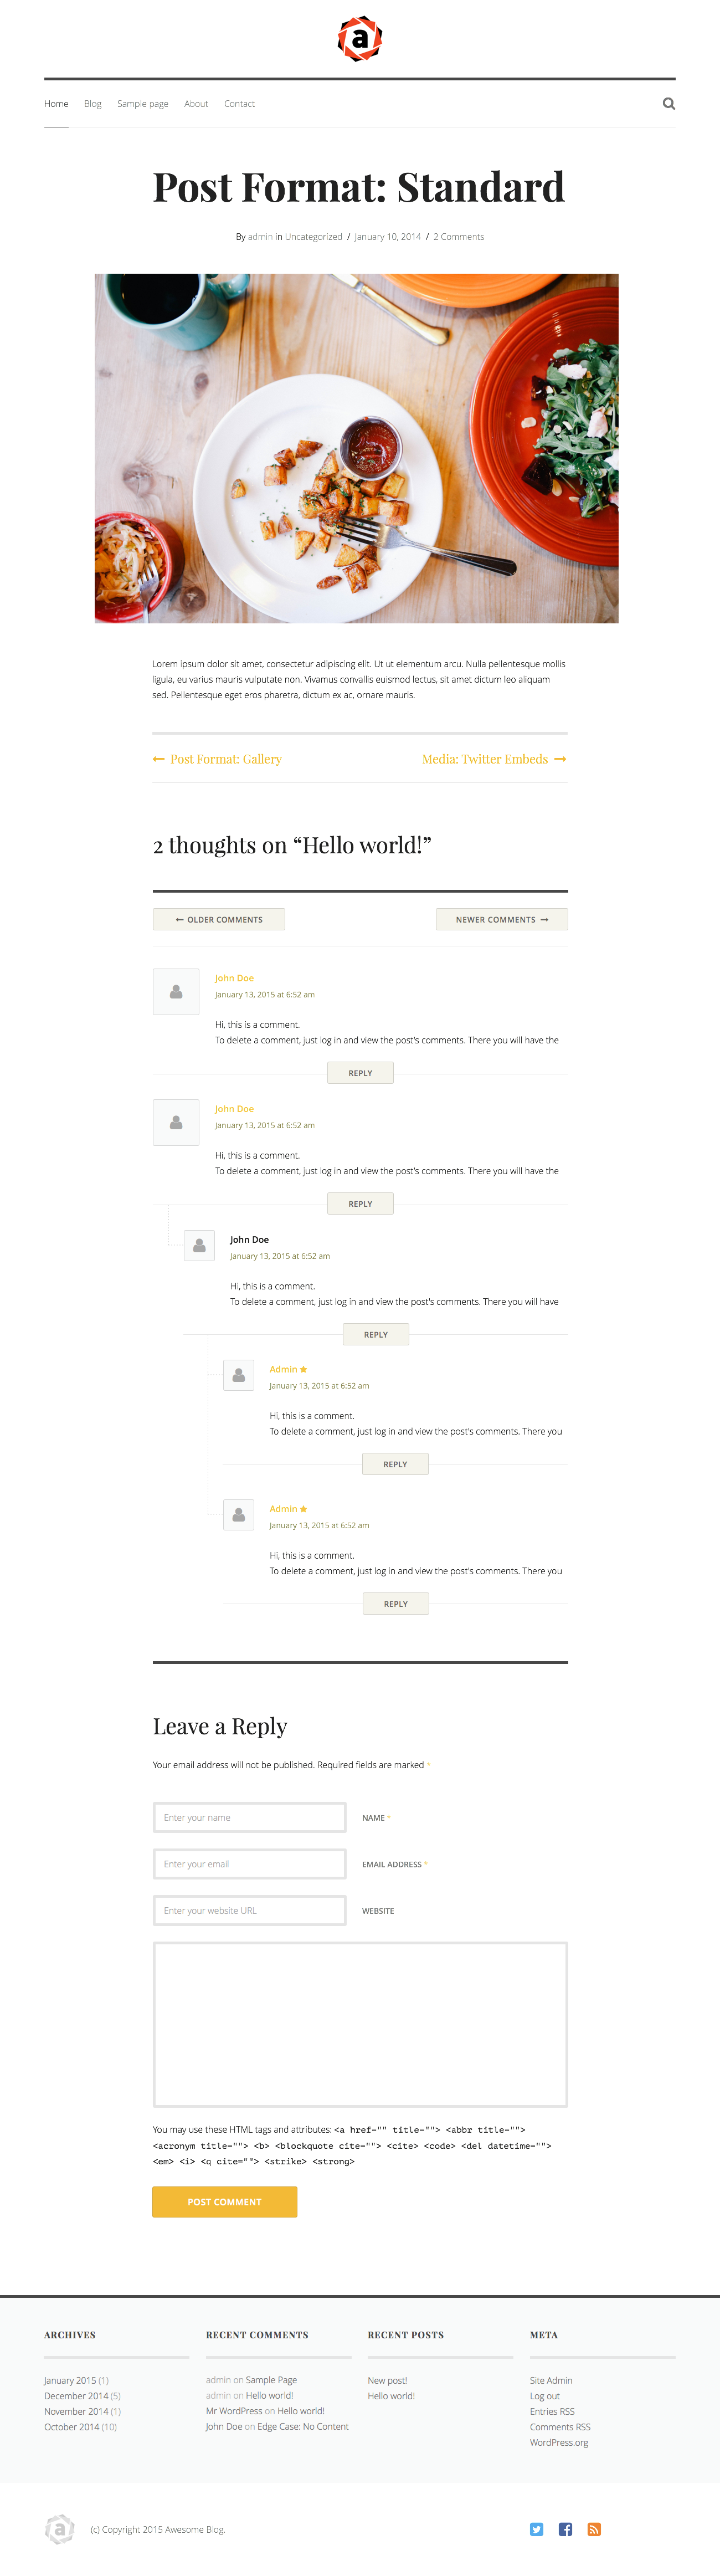 a
Home Blog Sample page About Contact
Post Format: Standard
By admin in Uncategorized / January 10, 2014 / 2 Comments
Lorem ipsum dolor sit amet, consectetur adipiscing elit. Ut ut elementum arcu. Nulla pellentesque mollis
ligula, eu varius mauris vulputate non. Vivamus convallis euismod lectus, sit amet dictum leo aliquam
sed. Pellentesque eget eros pharetra, dictum ex ac, ornare mauris.
← Post Format: Gallery Media: Twitter Embeds →
2 thoughts on “Hello world!”
← OLDER COMMENTS NEWER COMMENTS →
John Doe
January 13, 2015 at 6:52 am
Hi, this is a comment.
To delete a comment, just log in and view the post's comments. There you will have the
REPLY
John Doe
January 13, 2015 at 6:52 am
Hi, this is a comment.
To delete a comment, just log in and view the post's comments. There you will have the
REPLY
John Doe
January 13, 2015 at 6:52 am
Hi, this is a comment.
To delete a comment, just log in and view the post's comments. There you will have
REPLY
Admin ★
January 13, 2015 at 6:52 am
Hi, this is a comment.
To delete a comment, just log in and view the post's comments. There you
REPLY
Admin ★
January 13, 2015 at 6:52 am
Hi, this is a comment.
To delete a comment, just log in and view the post's comments. There you
REPLY
Leave a Reply
Your email address will not be published. Required fields are marked *
Enter your name NAME *
Enter your email EMAIL ADDRESS *
Enter your website URL WEBSITE
You may use these HTML tags and attributes: <a href="" title=""> <abbr title="">
<acronym title=""> <b> <blockquote cite=""> <cite> <code> <del datetime="">
<em> <i> <q cite=""> <strike> <strong>
POST COMMENT
ARCHIVES
January 2015 (1)
December 2014 (5)
November 2014 (1)
October 2014 (10)
RECENT COMMENTS
admin on Sample Page
admin on Hello world!
Mr WordPress on Hello world!
John Doe on Edge Case: No Content
RECENT POSTS
New post!
Hello world!
META
Site Admin
Log out
Entries RSS
Comments RSS
WordPress.org
a
(c) Copyright 2015 Awesome Blog.